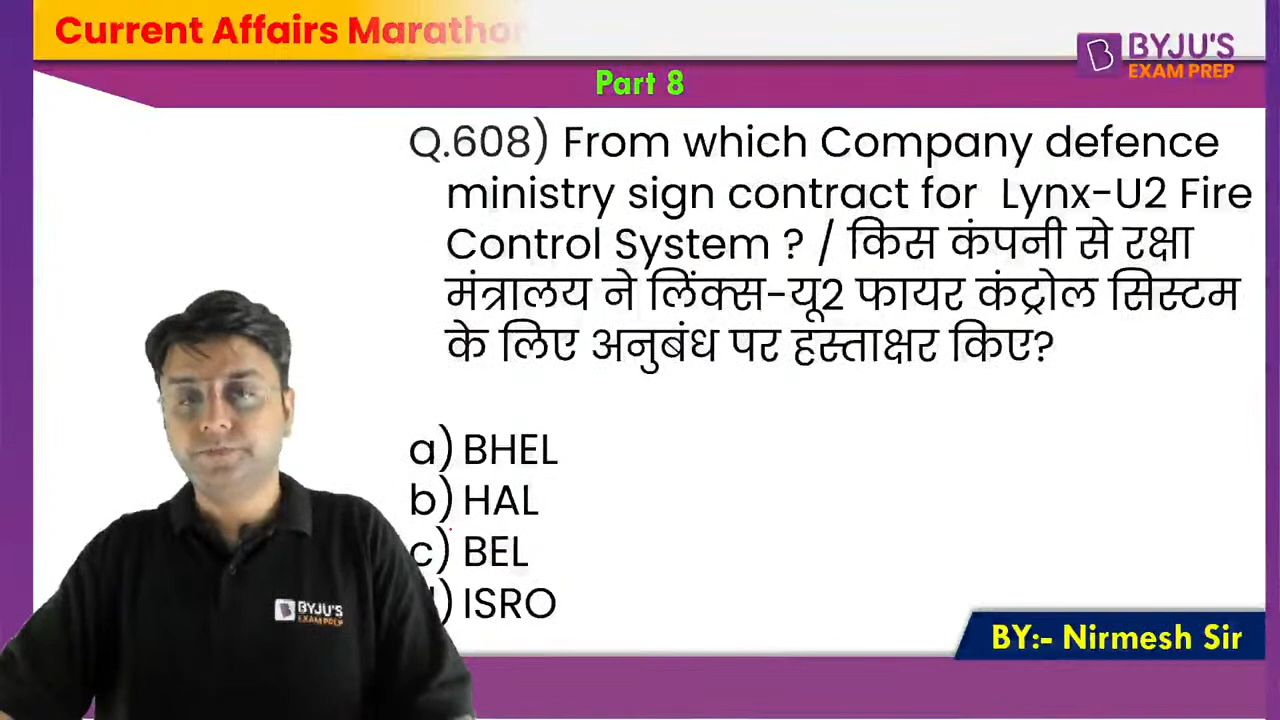 Current Affairs Marathon
BYJU'S
EXAM PREP
Part 8
Q.608) From which Company defence
ministry sign contract for Lynx-U2 Fire
Control System ? / किस कंपनी से रक्षा
मंत्रालय ने लिंक्स-यू2 फायर कंट्रोल सिस्टम
के लिए अनुबंध पर हस्ताक्षर किए?
a) BHEL
b) HAL
c) BEL
) ISRO
BYJU'S
EXAM PREP
BY:- Nirmesh Sir